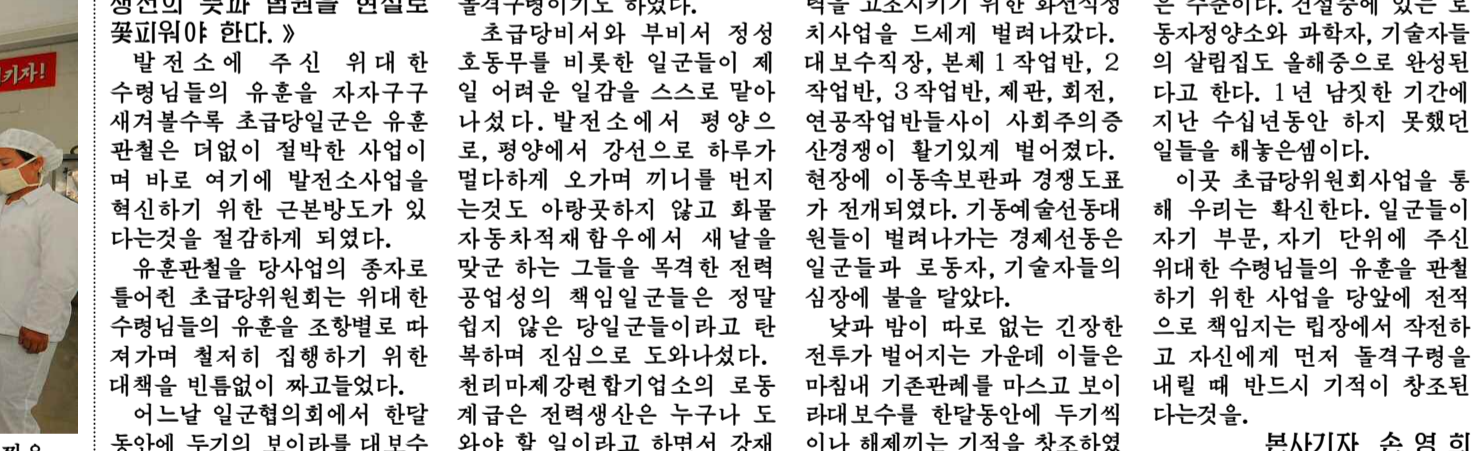 키자!
꽃피워야 한다.》
발전소에 주신 위대한
수령님들의 유훈을 자자구구
새겨볼수록 초급당일군은 유훈
관철은 더없이 절박한 사업이
며 바로 여기에 발전소사업을
혁신하기 위한 근본방도가 있
다는것을 절감하게 되였다.
유훈관철을 당사업의 종자로
틀어쥔 초급당위원회는 위대한
수령님들의 유훈을 조항별로 따
져가며 철저히 집행하기 위한
대책을 빈틈없이 짜고들었다.
어느날 일군협의회에서 한달
동안에 두기의 보이라를 대보수
돌격구령이기도 하였다.
초급당비서와 부비서 정성
호동무를 비롯한 일군들이 제
일 어려운 일감을 스스로 맡아
나섰다. 발전소에서 평양으
로, 평양에서 강선으로 하루가
멀다하게 오가며 끼니를 번지
는것도 아랑곳하지 않고 화물
자동차적재함우에서 새날을
맞군 하는 그들을 목격한 전력
공업성의 책임일군들은 정말
쉽지 않은 당일군들이라고 탄
복하며 진심으로 도와나섰다.
천리마제강련합기업소의 로동
계급은 전력생산은 누구나 도
와야 할 일이라고 하면서 강재
력을 고조시키기 위한 화선식정
치사업을 드세게 벌려나갔다.
대보수직장, 본체 1작업반, 2
작업반, 3작업반, 제관, 회전,
연공작업반들사이 사회주의증
산경쟁이 활기있게 벌어졌다.
현장에 이동속보판과 경쟁도표
가 전개되였다. 기동예술선동대
원들이 벌려나가는 경제선동은
일군들과 로동자, 기술자들의
심장에 불을 달았다.
낮과 밤이 따로 없는 긴장한
전투가 벌어지는 가운데 이들은
마침내 기존관례를 마스고 보이
라대보수를 한달동안에 두기씩
이나 해제끼는 기적을 창조하였
은 수준이다. 건설중에 있는 로
동자정양소와 과학자, 기술자들
의 살림집도 올해중으로 완성된
다고 한다. 1년 남짓한 기간에
지난 수십년동안 하지 못했던
일들을 해놓은셈이다.
이곳 초급당위원회사업을 통
해 우리는 확신한다. 일군들이
자기 부문, 자기 단위에 주신
위대한 수령님들의 유훈을 관철
하기 위한 사업을 당앞에 전적
으로 책임지는 립장에서 작전하
고 자신에게 먼저 돌격구령을
내릴 때 반드시 기적이 창조된
다는것을.
본사기자 손영희